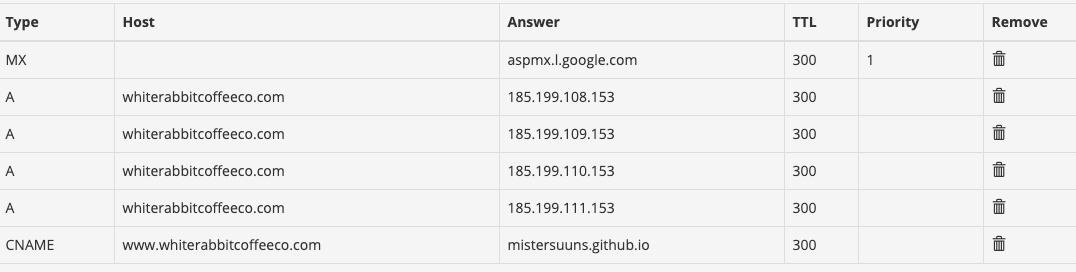 Type Host Answer TTL Priority Remove
MX aspmx.l.google.com 300 1
A whiterabbitcoffeeco.com 185.199.108.153 300
A whiterabbitcoffeeco.com 185.199.109.153 300
A whiterabbitcoffeeco.com 185.199.110.153 300
A whiterabbitcoffeeco.com 185.199.111.153 300
CNAME www.whiterabbitcoffeeco.com mistersuuns.github.io 300